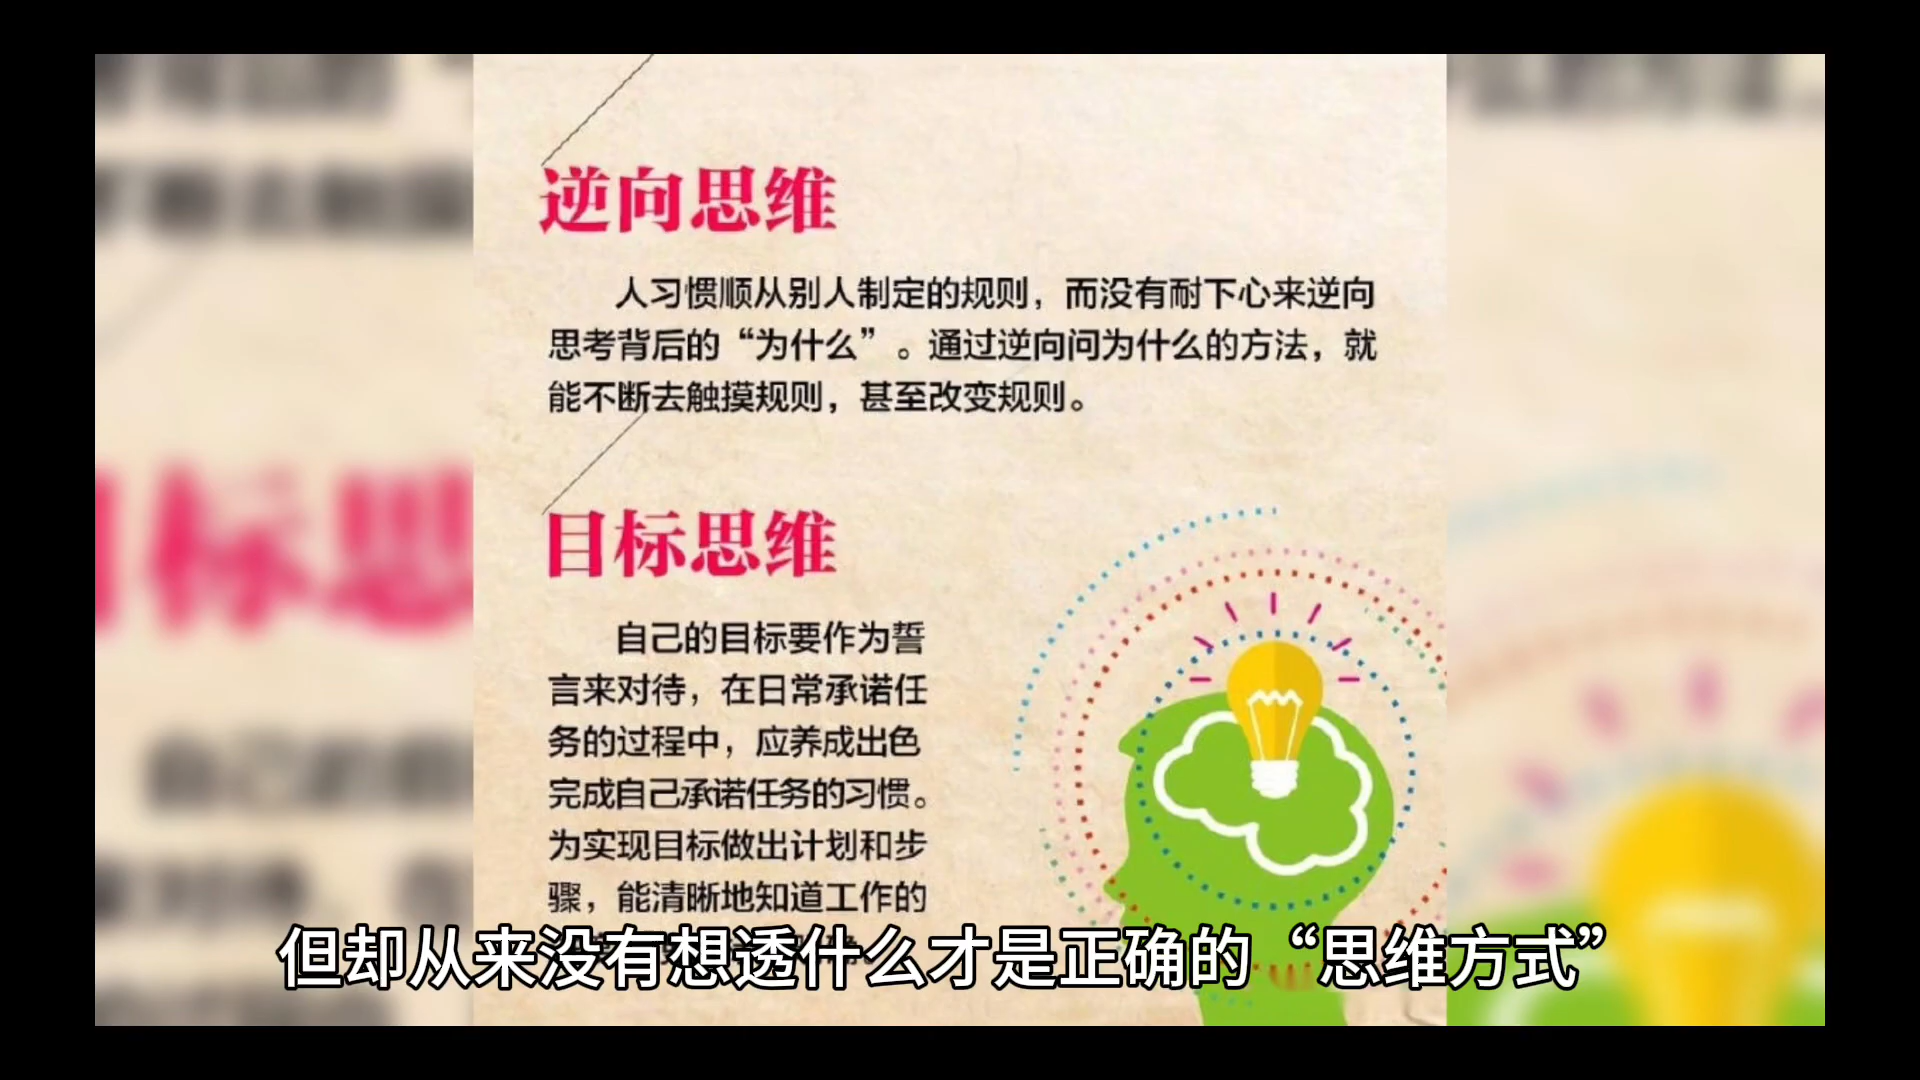 逆向思维
人习惯顺从别人制定的规则，而没有耐下心来逆向
思考背后的“为什么”。通过逆向问为什么的方法，就
能不断去触摸规则，甚至改变规则。
目标思维
自己的目标要作为誓
言来对待，在日常承诺任
务的过程中，应养成出色
完成自己承诺任务的习惯。
为实现目标做出计划和步
骤，能清晰地知道工作的
但却从来没有想透什么才是正确的“思维方式”